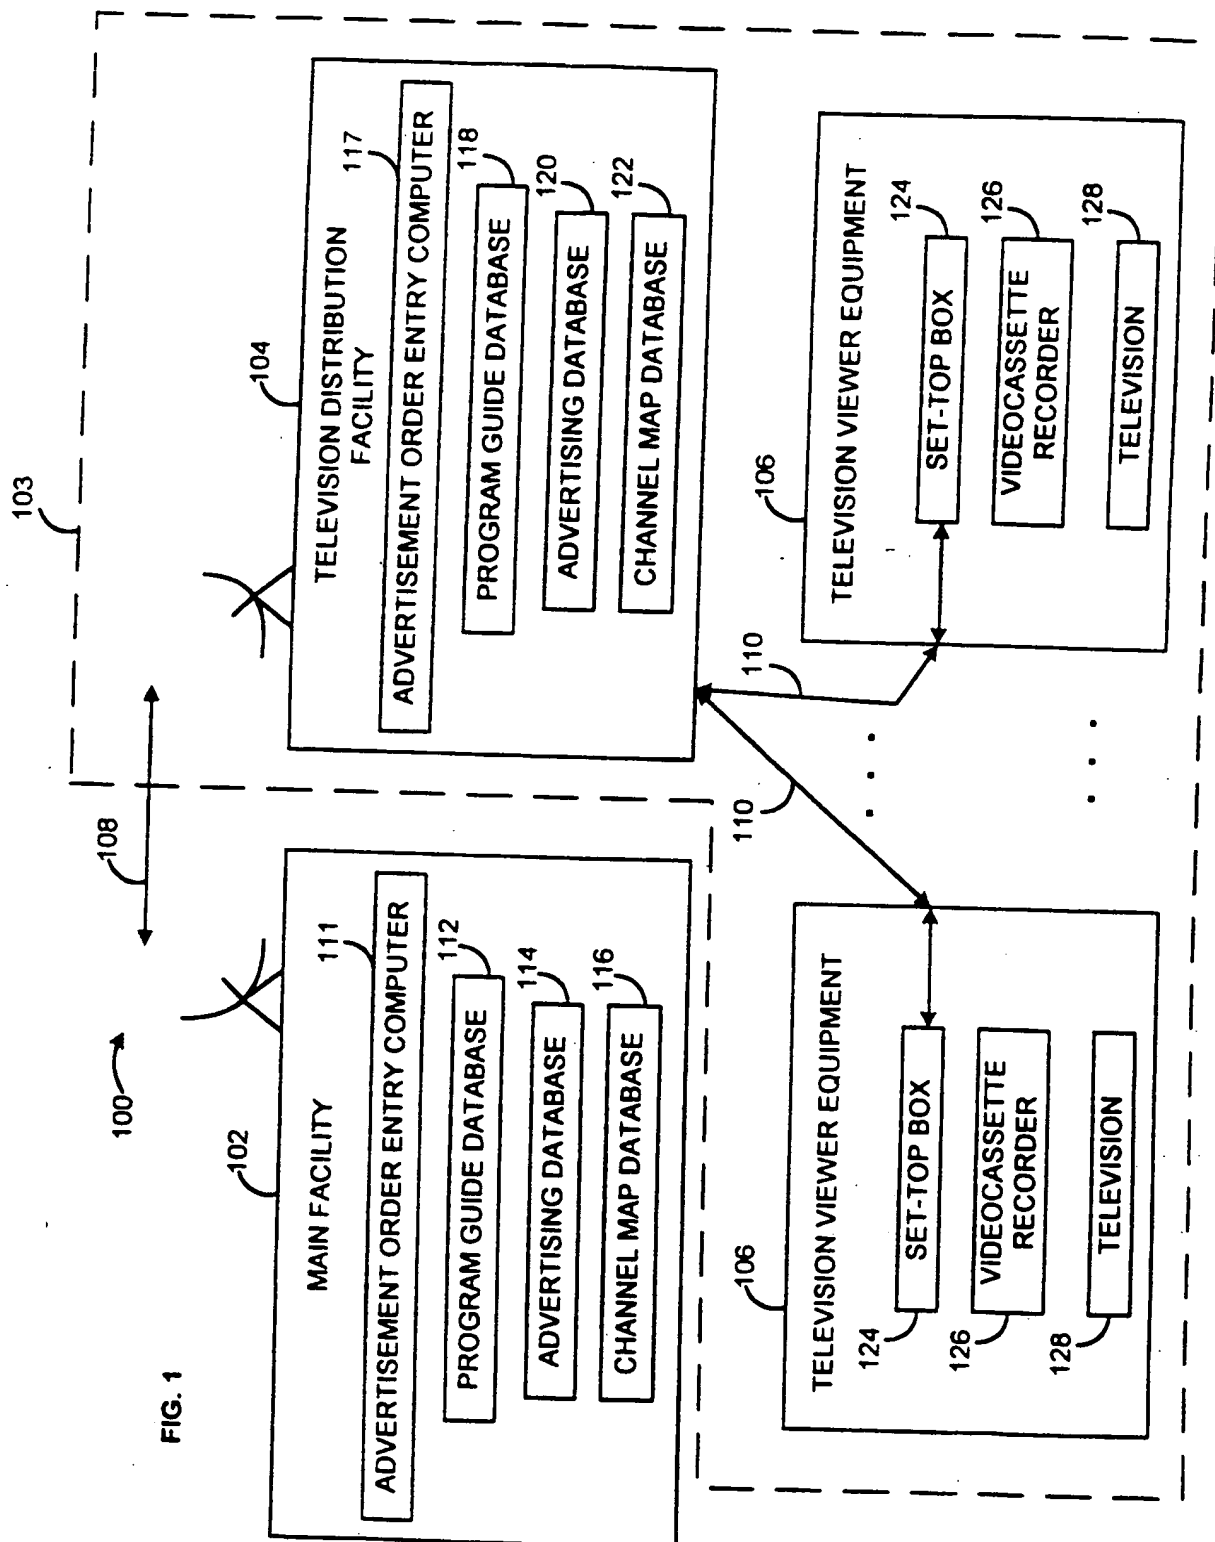 FIG. 1
100
108
103
102
MAIN FACILITY
111
ADVERTISEMENT ORDER ENTRY COMPUTER
112
PROGRAM GUIDE DATABASE
114
ADVERTISING DATABASE
116
CHANNEL MAP DATABASE
104
TELEVISION DISTRIBUTION
FACILITY
117
ADVERTISEMENT ORDER ENTRY COMPUTER
118
PROGRAM GUIDE DATABASE
120
ADVERTISING DATABASE
122
CHANNEL MAP DATABASE
110
110
106
TELEVISION VIEWER EQUIPMENT
124
SET-TOP BOX
126
VIDEOCASSETTE
RECORDER
128
TELEVISION
106
TELEVISION VIEWER EQUIPMENT
124
SET-TOP BOX
126
VIDEOCASSETTE
RECORDER
128
TELEVISION